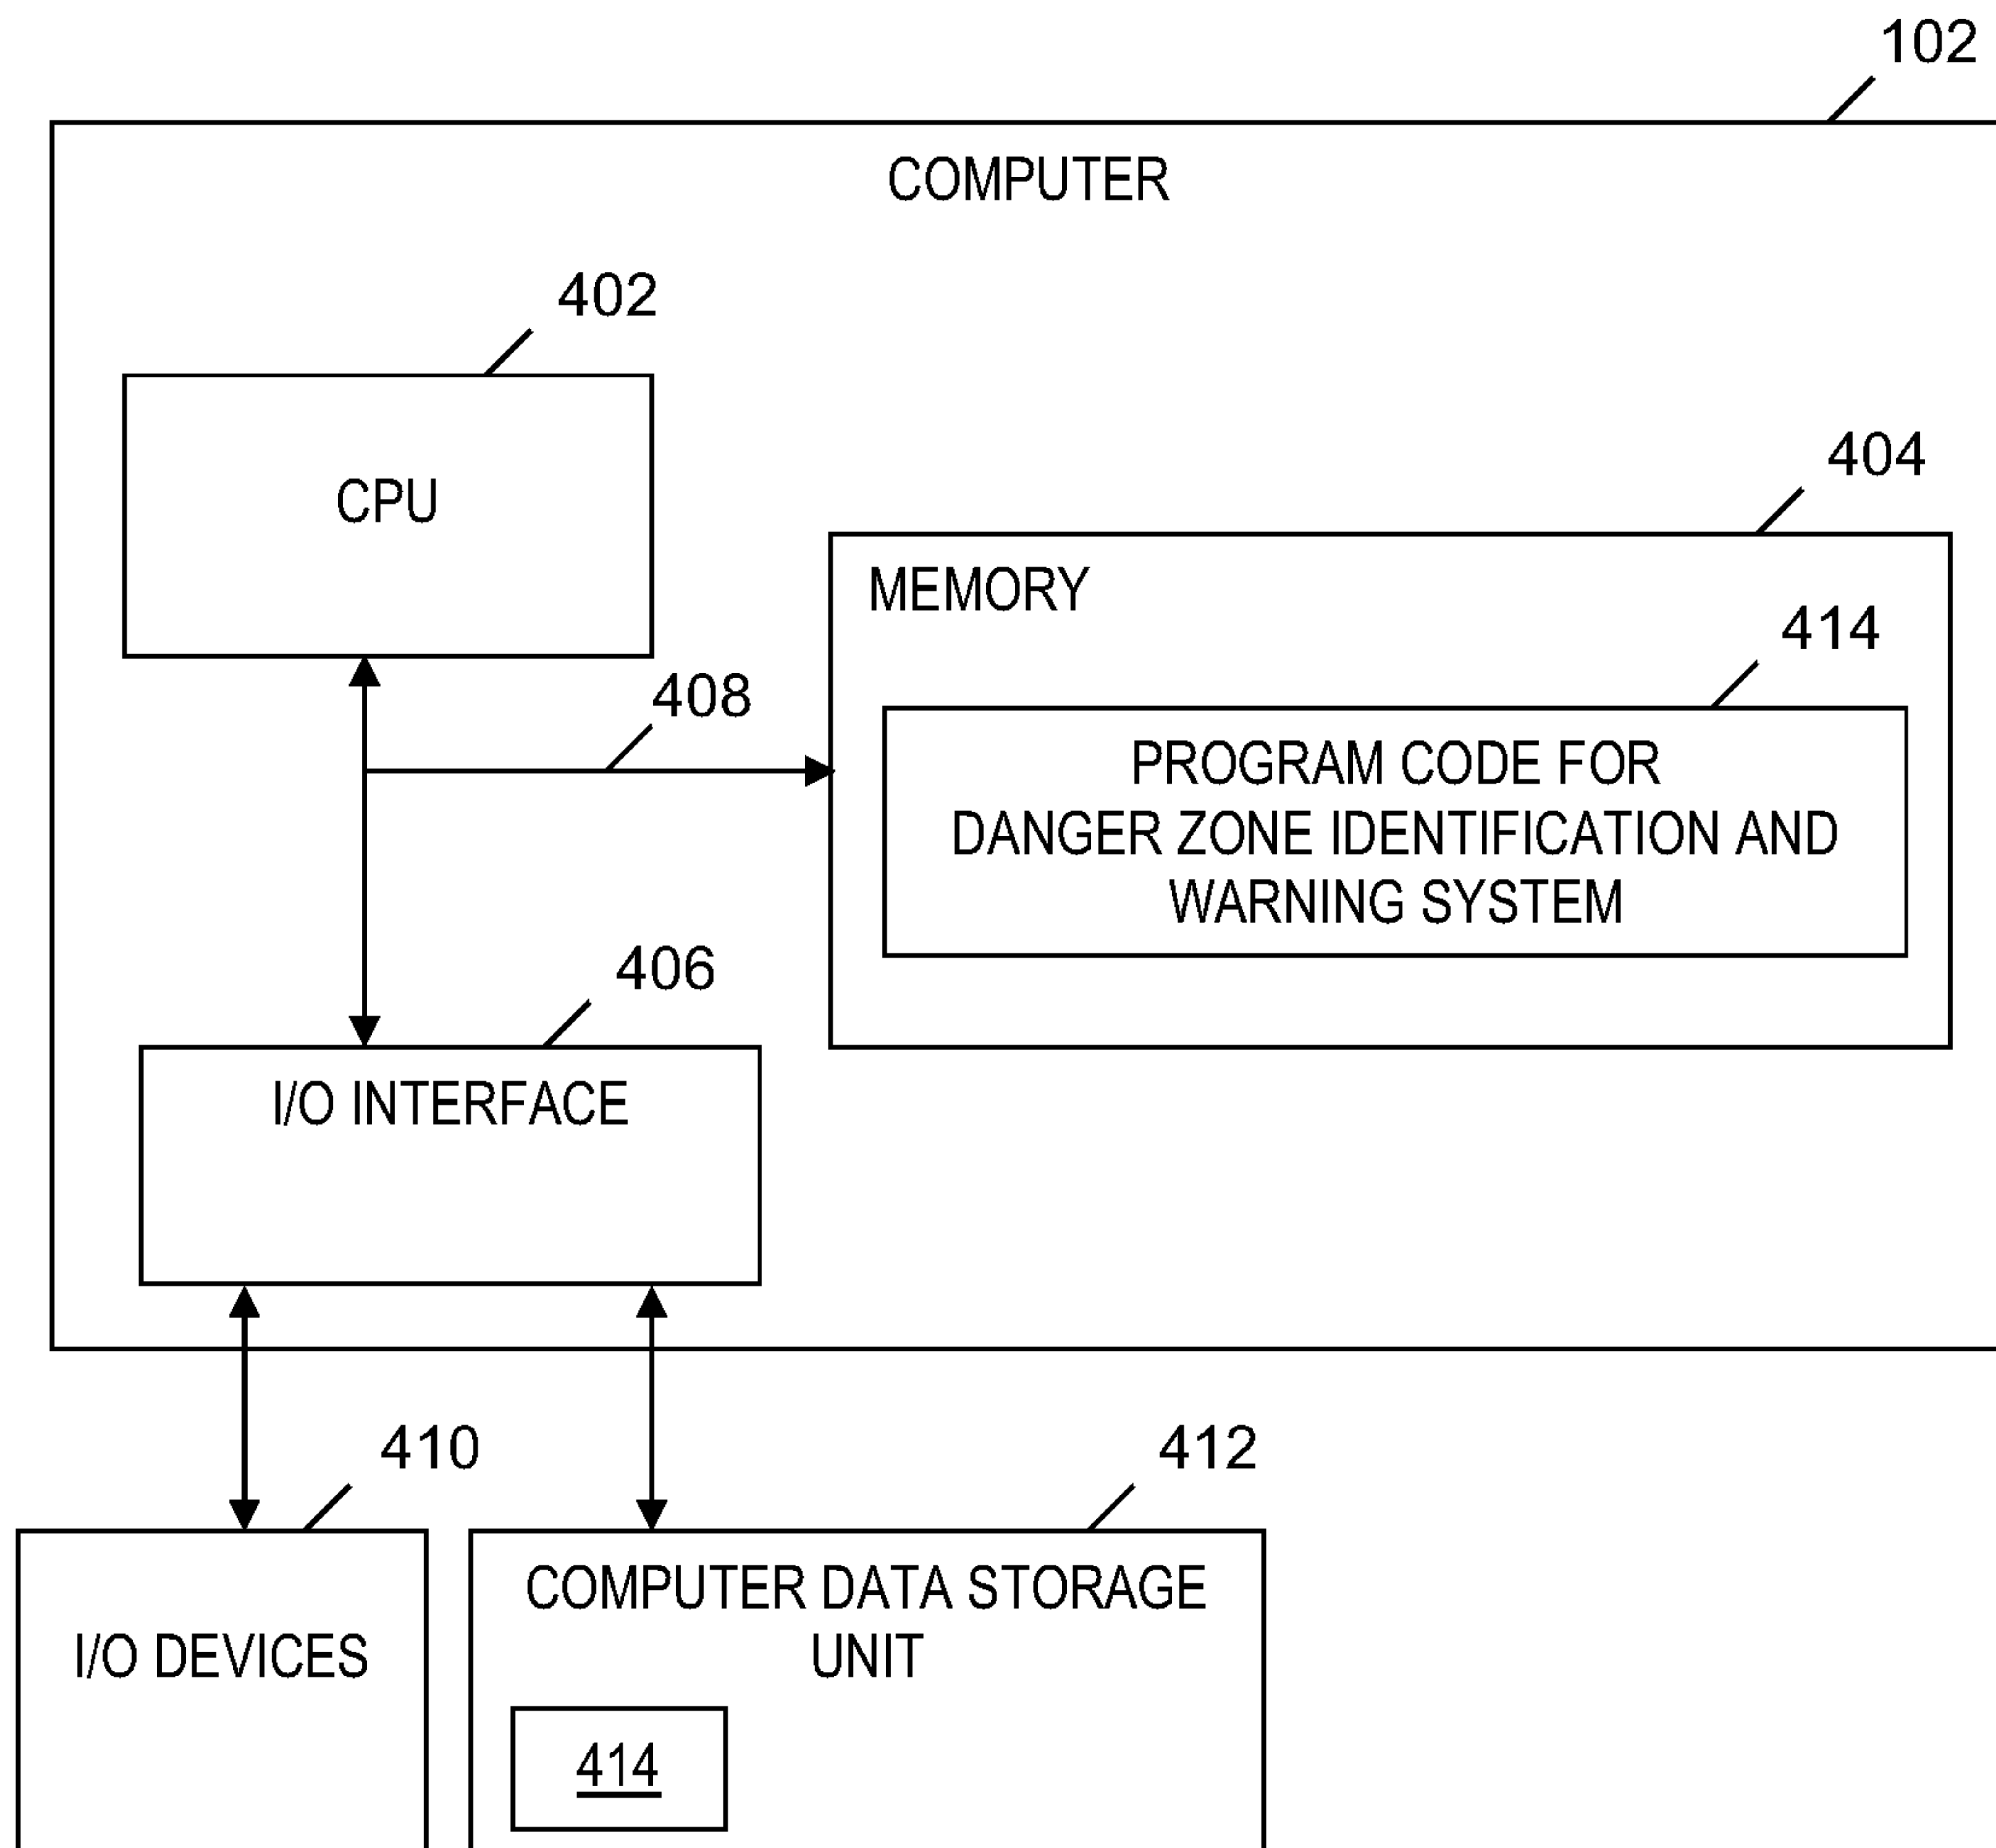 102
COMPUTER
402
CPU
404
MEMORY
414
408
PROGRAM CODE FOR
DANGER ZONE IDENTIFICATION AND
WARNING SYSTEM
406
I/O INTERFACE
410
412
I/O DEVICES
COMPUTER DATA STORAGE
UNIT
414